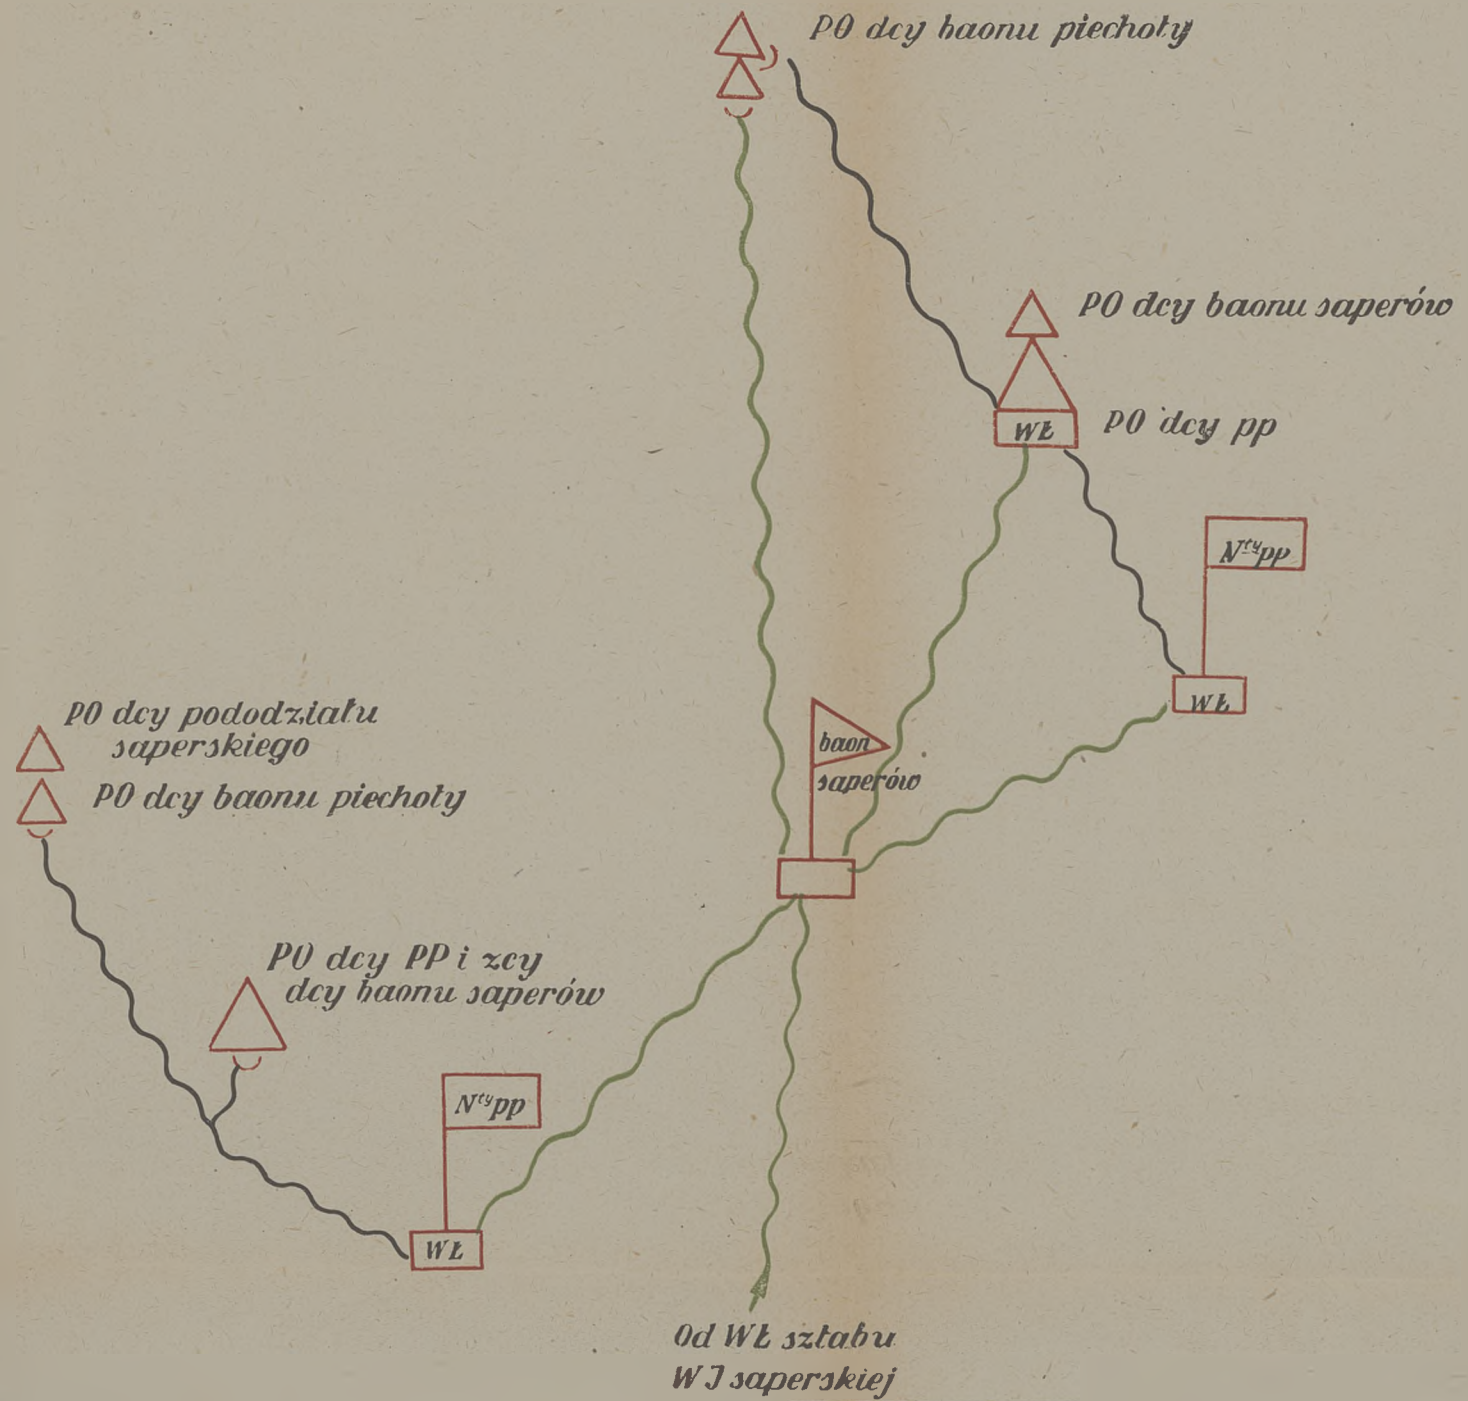 PO dcy baonu piechoty
PO dcy baonu saperów
WŁ
PO dcy pp
Nty pp
WŁ
PO dcy pododziału
saperskiego
PO dcy baonu piechoty
baon
saperów
PO dcy PP i zcy
dcy baonu saperów
Nty pp
WŁ
Od WŁ sztabu
WJ saperskiej